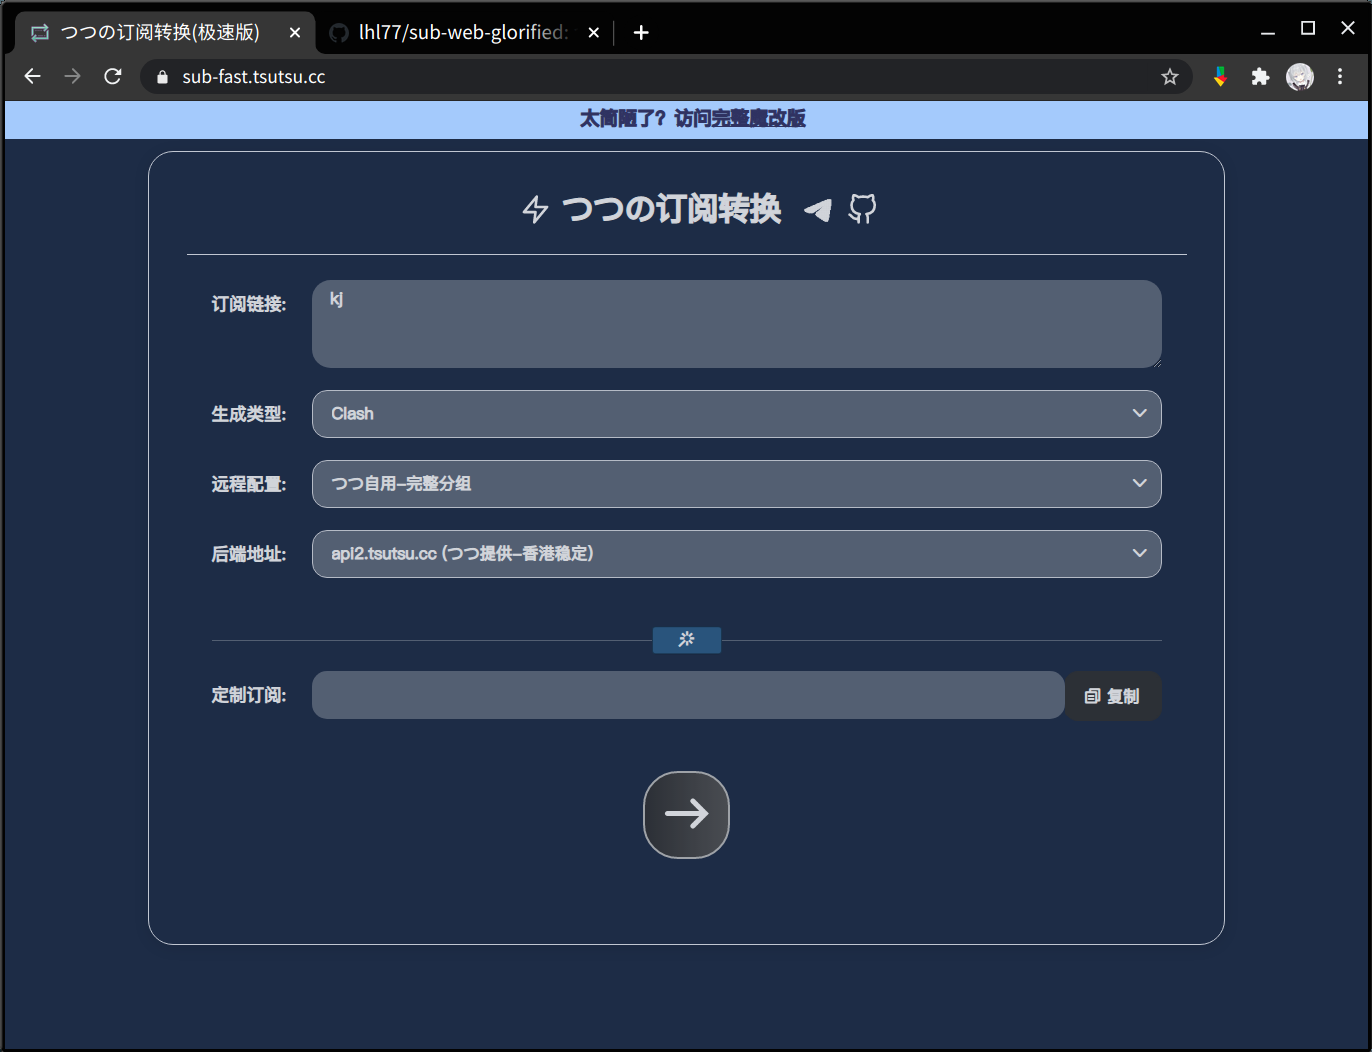 つつの订阅转换(极速版)
lhl77/sub-web-glorified:
sub-fast.tsutsu.cc
太简陋了？访问完整魔改版
つつの订阅转换
订阅链接:
kj
生成类型:
Clash
远程配置:
つつ自用-完整分组
后端地址:
api2.tsutsu.cc (つつ提供-香港稳定)
定制订阅:
复制